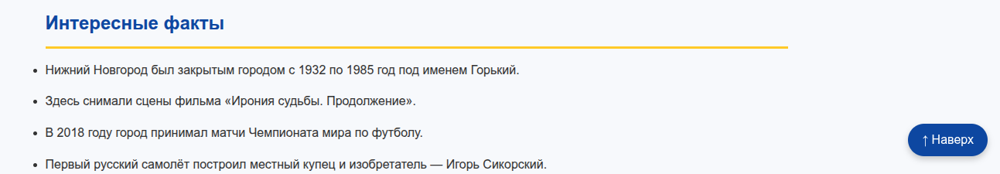 Интересные факты
Нижний Новгород был закрытым городом с 1932 по 1985 год под именем Горький.
Здесь снимали сцены фильма «Ирония судьбы. Продолжение».
В 2018 году город принимал матчи Чемпионата мира по футболу.
↑ Наверх
Первый русский самолёт построил местный купец и изобретатель — Игорь Сикорский.